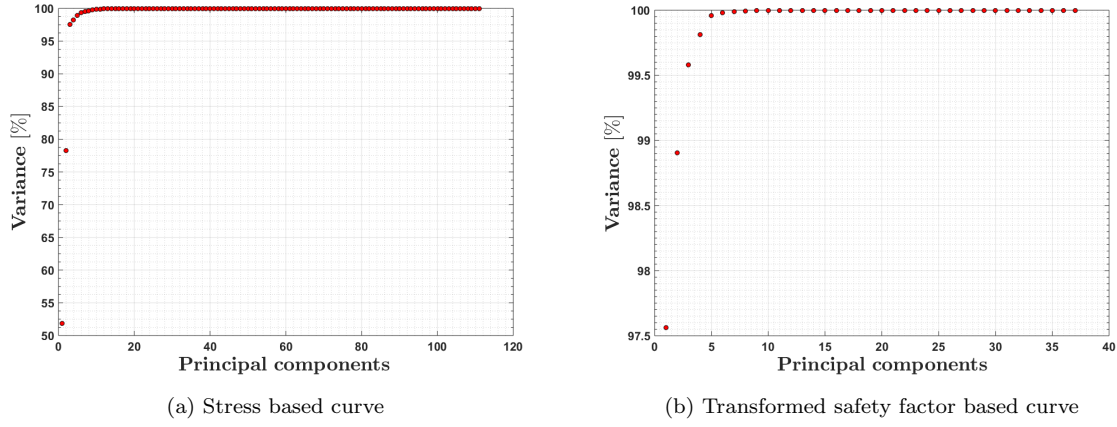 100
95
90
85
80
75
70
65
60
55
50
Variance [%]
0 20 40 60 80 100 120
Principal components
(a) Stress based curve
100
99.5
99
98.5
98
97.5
Variance [%]
0 5 10 15 20 25 30 35 40
Principal components
(b) Transformed safety factor based curve